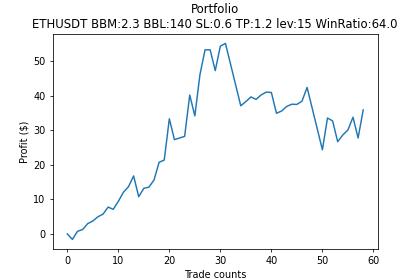 Portfolio
ETHUSDT BBM:2.3 BBL:140 SL:0.6 TP:1.2 lev:15 WinRatio:64.0
50
40
30
20
10
0
Profit ($)
0 10 20 30 40 50 60
Trade counts